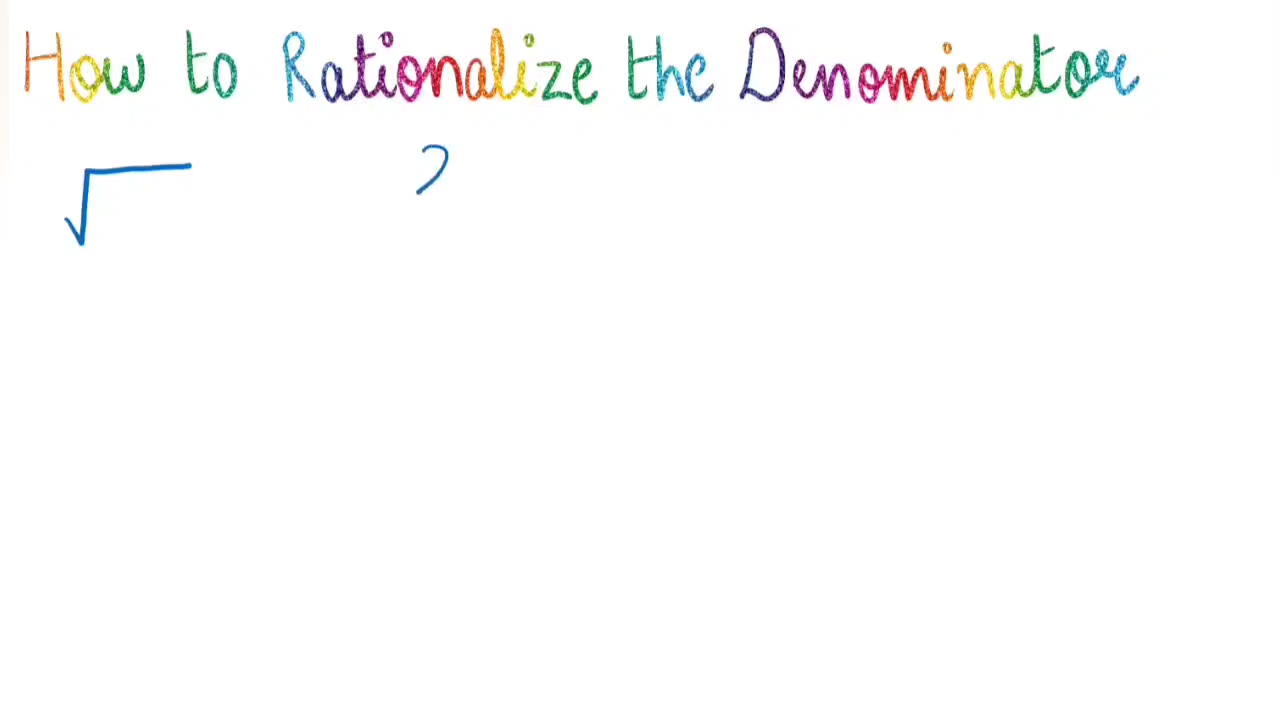 How to Rationalize the Denominator
√